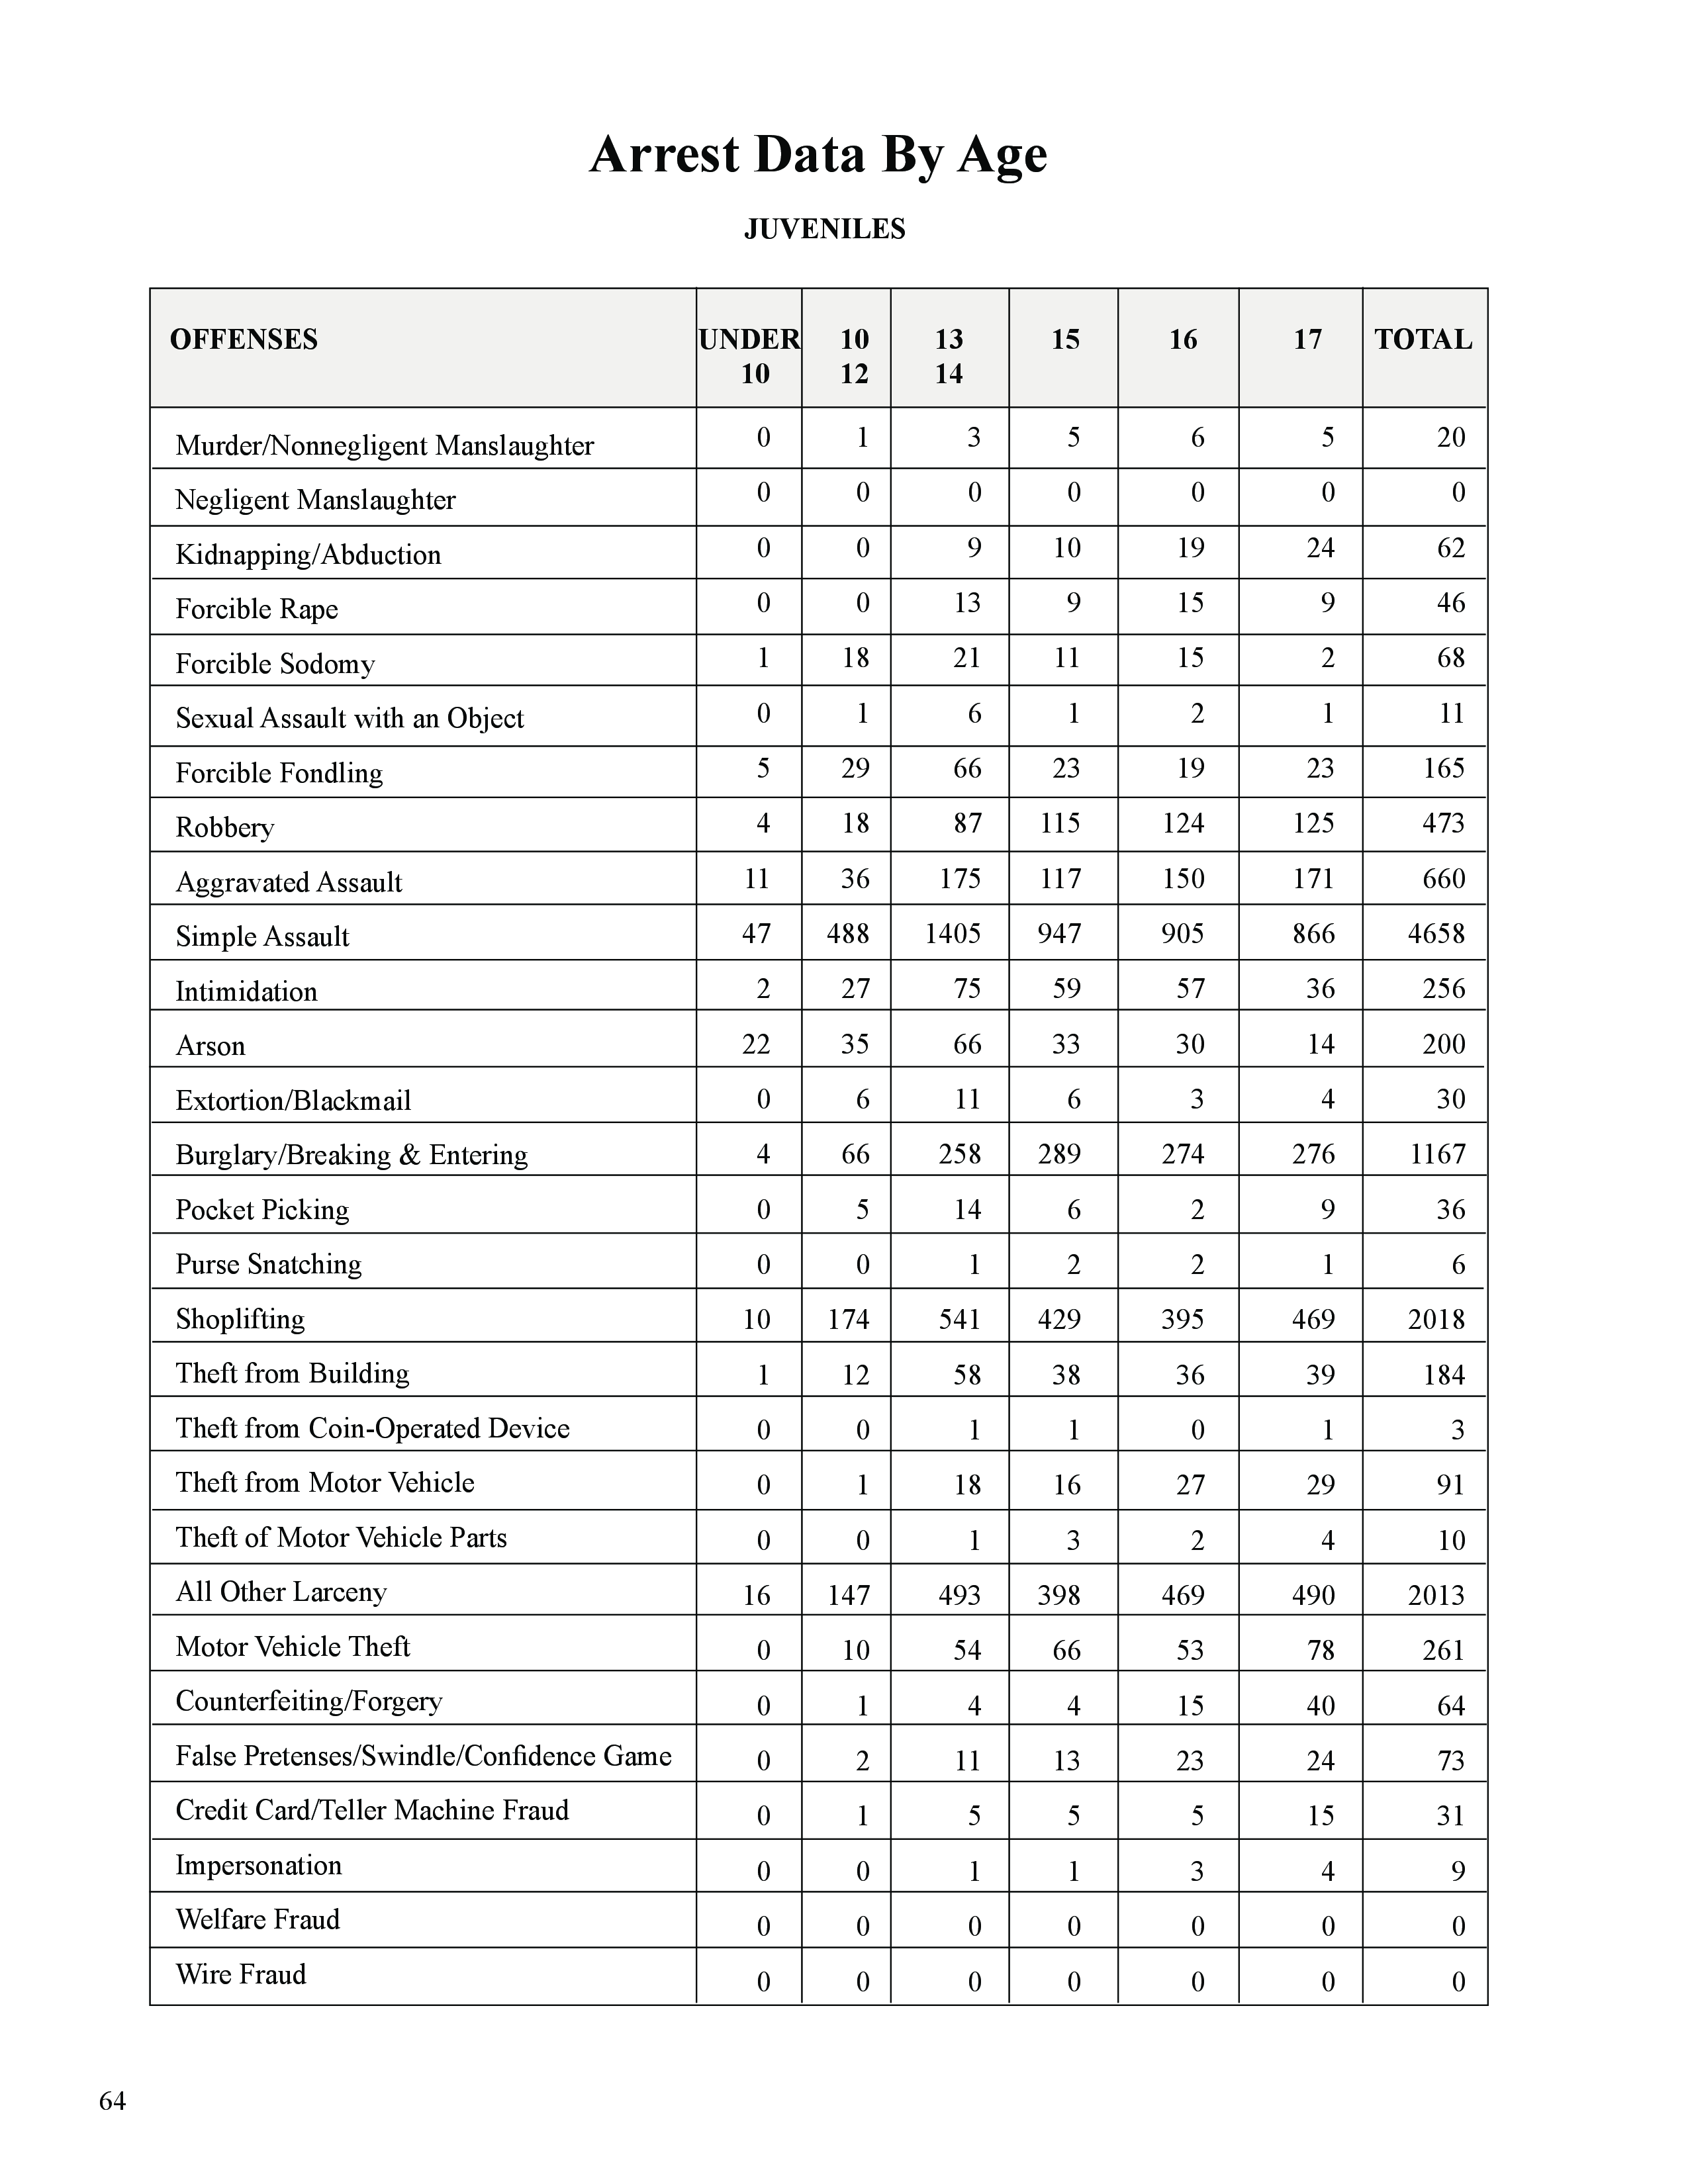 Arrest Data By Age
JUVENILES
OFFENSES UNDER 10 13 15 16 17 TOTAL
10 12 14
Murder/Nonnegligent Manslaughter 0 1 3 5 6 5 20
Negligent Manslaughter 0 0 0 0 0 0 0
Kidnapping/Abduction 0 0 9 10 19 24 62
Forcible Rape 0 0 13 9 15 9 46
Forcible Sodomy 1 18 21 11 15 2 68
Sexual Assault with an Object 0 1 6 1 2 1 11
Forcible Fondling 5 29 66 23 19 23 165
Robbery 4 18 87 115 124 125 473
Aggravated Assault 11 36 175 117 150 171 660
Simple Assault 47 488 1405 947 905 866 4658
Intimidation 2 27 75 59 57 36 256
Arson 22 35 66 33 30 14 200
Extortion/Blackmail 0 6 11 6 3 4 30
Burglary/Breaking & Entering 4 66 258 289 274 276 1167
Pocket Picking 0 5 14 6 2 9 36
Purse Snatching 0 0 1 2 2 1 6
Shoplifting 10 174 541 429 395 469 2018
Theft from Building 1 12 58 38 36 39 184
Theft from Coin-Operated Device 0 0 1 1 0 1 3
Theft from Motor Vehicle 0 1 18 16 27 29 91
Theft of Motor Vehicle Parts 0 0 1 3 2 4 10
All Other Larceny 16 147 493 398 469 490 2013
Motor Vehicle Theft 0 10 54 66 53 78 261
Counterfeiting/Forgery 0 1 4 4 15 40 64
False Pretenses/Swindle/Confidence Game 0 2 11 13 23 24 73
Credit Card/Teller Machine Fraud 0 1 5 5 5 15 31
Impersonation 0 0 1 1 3 4 9
Welfare Fraud 0 0 0 0 0 0 0
Wire Fraud 0 0 0 0 0 0 0
64